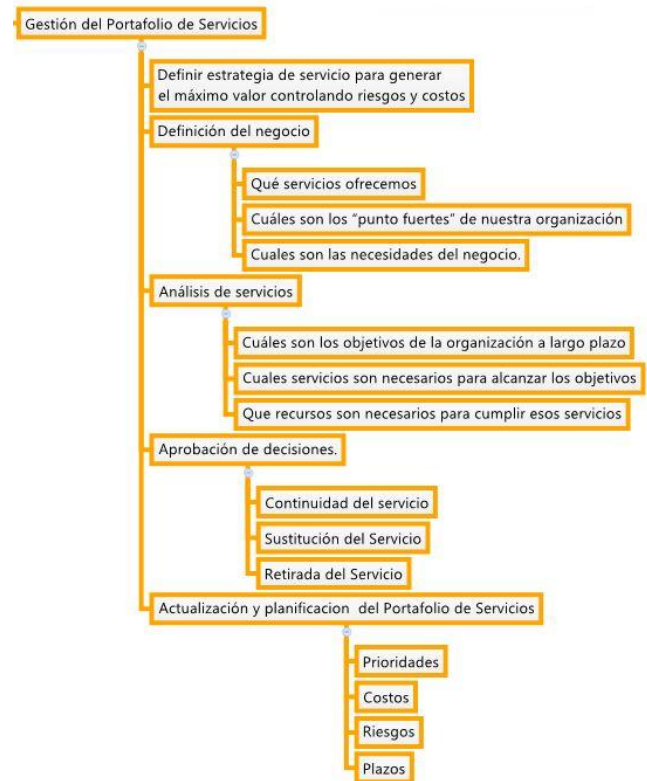 Gestión del Portafolio de Servicios
Definir estrategia de servicio para generar
el máximo valor controlando riesgos y costos
Definición del negocio
Qué servicios ofrecemos
Cuáles son los “punto fuertes” de nuestra organización
Cuales son las necesidades del negocio.
Análisis de servicios
Cuáles son los objetivos de la organización a largo plazo
Cuales servicios son necesarios para alcanzar los objetivos
Que recursos son necesarios para cumplir esos servicios
Aprobación de decisiones.
Continuidad del servicio
Sustitución del Servicio
Retirada del Servicio
Actualización y planificacion del Portafolio de Servicios
Prioridades
Costos
Riesgos
Plazos